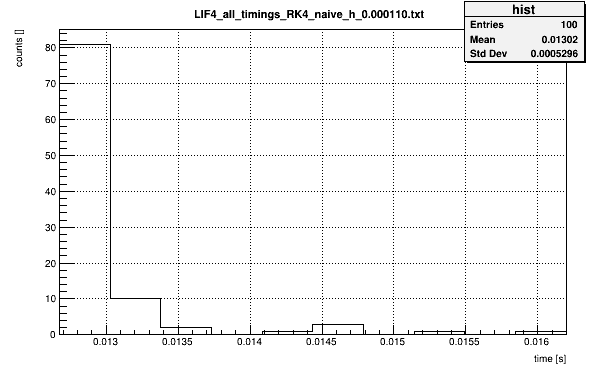 LIF4_all_timings_RK4_naive_h_0.000110.txt
hist
Entries 100
Mean 0.01302
Std Dev 0.0005296
counts []
80
70
60
50
40
30
20
10
0
0.013 0.0135 0.014 0.0145 0.015 0.0155 0.016
time [s]